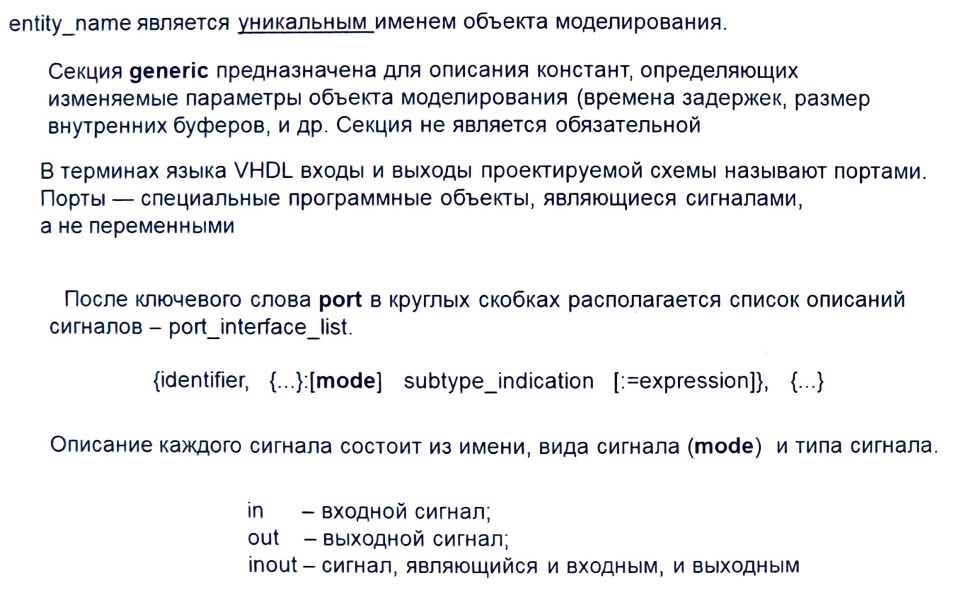 entity_name является уникальным именем объекта моделирования.
Секция generic предназначена для описания констант, определяющих
изменяемые параметры объекта моделирования (времена задержек, размер
внутренних буферов, и др. Секция не является обязательной
В терминах языка VHDL входы и выходы проектируемой схемы называют портами.
Порты — специальные программные объекты, являющиеся сигналами,
а не переменными
После ключевого слова port в круглых скобках располагается список описаний
сигналов – port_interface_list.
{identifier, {...}:[mode] subtype_indication [:=expression]}, {...}
Описание каждого сигнала состоит из имени, вида сигнала (mode) и типа сигнала.
in – входной сигнал;
out – выходной сигнал;
inout – сигнал, являющийся и входным, и выходным